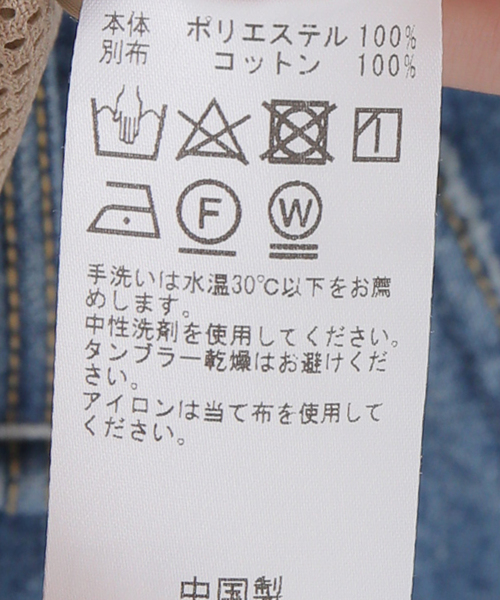 本体 ポリエステル 100%
別布 コットン 100%
F W
手洗いは水温30℃以下をお薦
めします。
中性洗剤を使用してください。
タンブラー乾燥はお避けくだ
さい。
アイロンは当て布を使用して
ください。
中国製